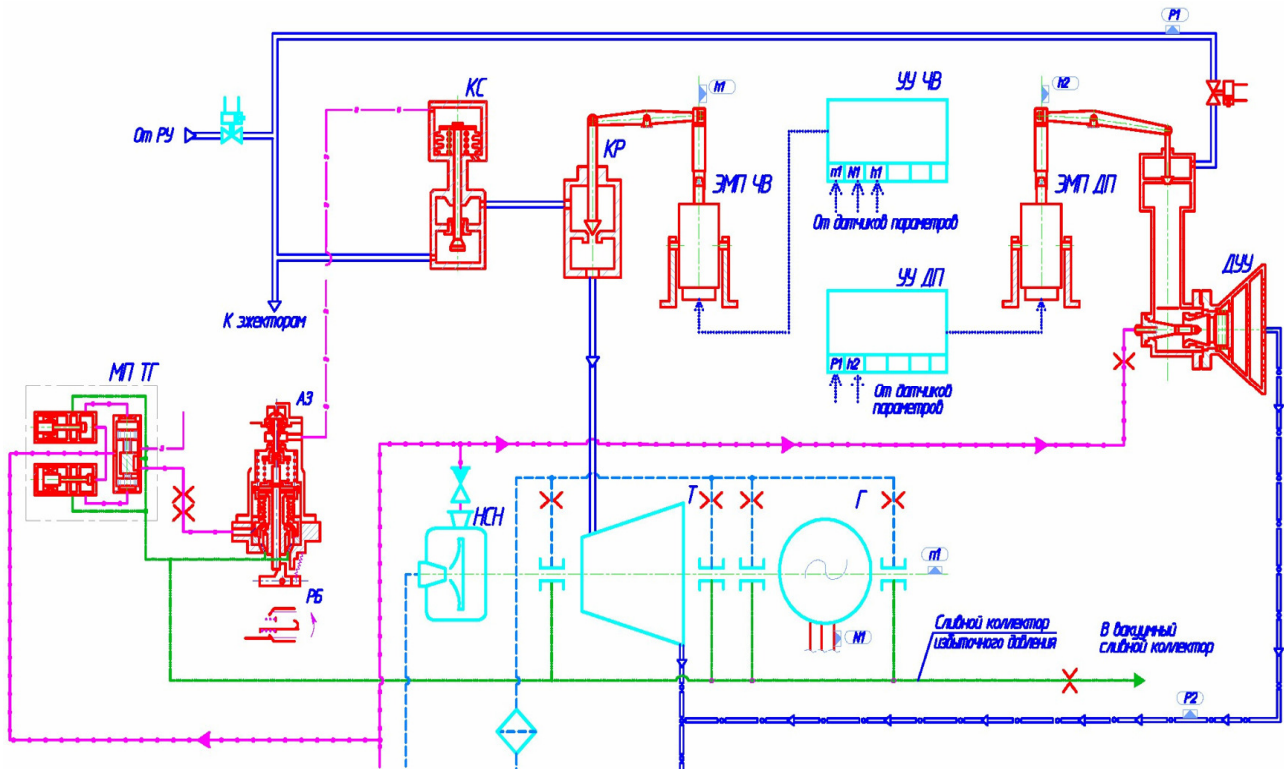 P1
КС
h1
УУ ЧВ
h2
От РУ
КР
ЭМП ЧВ
n1 N1 h1
От датчиков параметров
ЭМП ДП
УУ ДП
ДУУ
К эжекторам
P1 h2
От датчиков
параметров
МП ТГ
АЗ
НСН
Т
Г
n1
РБ
N1
Сливной коллектор
избыточного давления
В вакуумный
сливной коллектор
P2